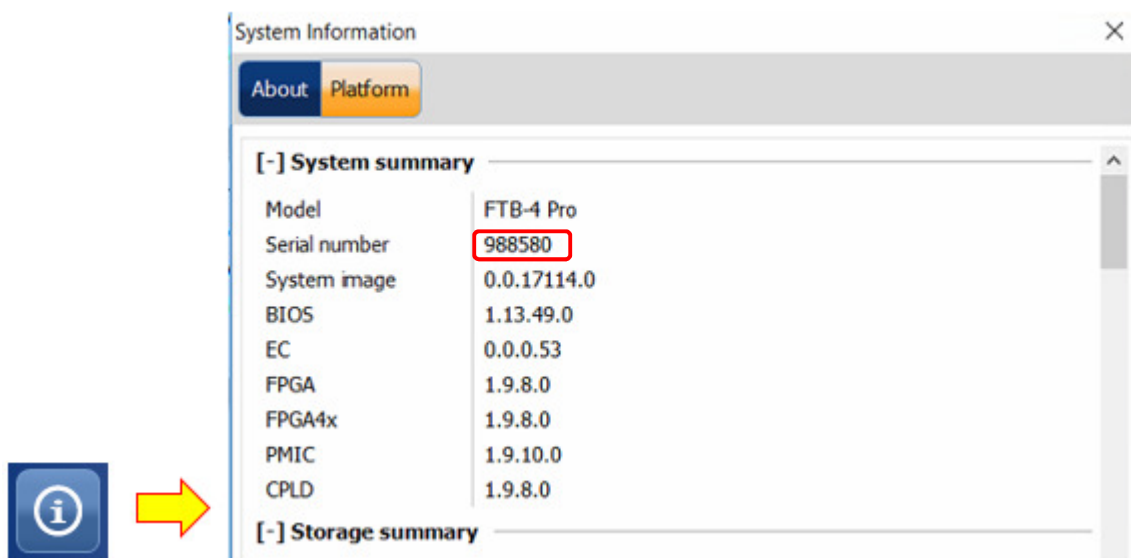 System Information
About Platform
[-] System summary
Model FTB-4 Pro
Serial number 988580
System image 0.0.17114.0
BIOS 1.13.49.0
EC 0.0.0.53
FPGA 1.9.8.0
FPGA4x 1.9.8.0
PMIC 1.9.10.0
CPLD 1.9.8.0
[-] Storage summary